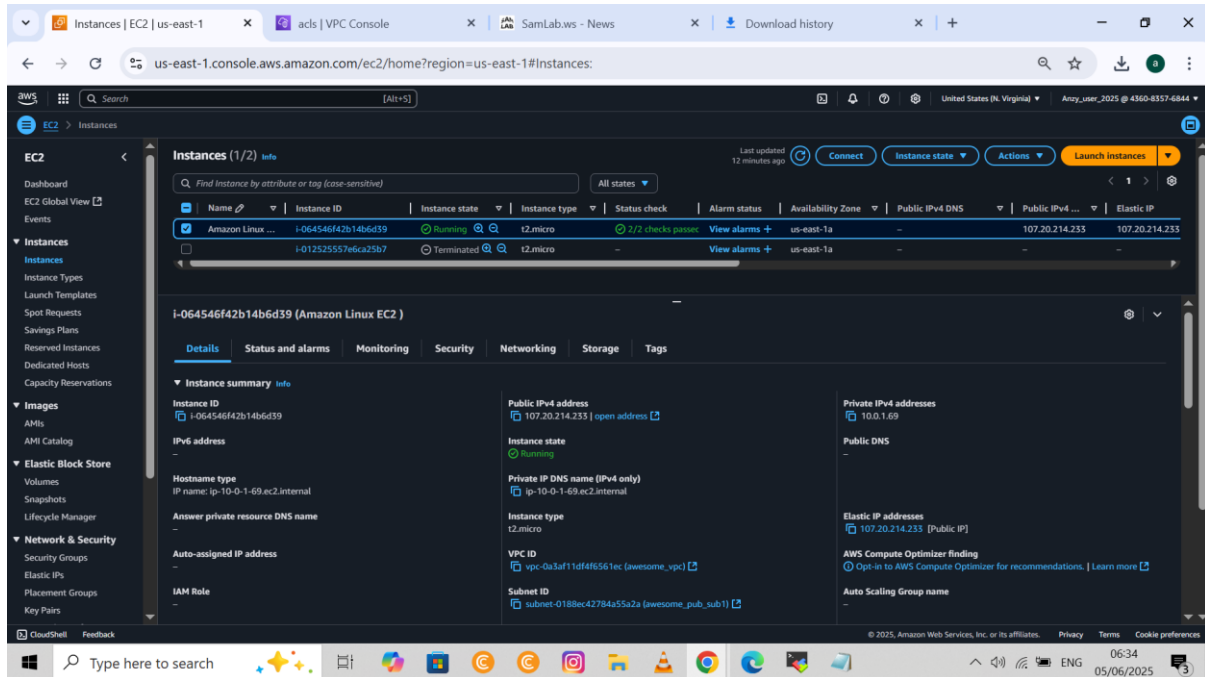 Instances | EC2 | us-east-1
acls | VPC Console
SamLab.ws - News
Download history
us-east-1.console.aws.amazon.com/ec2/home?region=us-east-1#Instances:
aws Search [Alt+S] United States (N. Virginia) Anzy_user_2025 @ 4360-8357-6844
EC2 > Instances
EC2
Dashboard
EC2 Global View
Events
Instances
Instances
Instance Types
Launch Templates
Spot Requests
Savings Plans
Reserved Instances
Dedicated Hosts
Capacity Reservations
Images
AMIs
AMI Catalog
Elastic Block Store
Volumes
Snapshots
Lifecycle Manager
Network & Security
Security Groups
Elastic IPs
Placement Groups
Key Pairs
Instances (1/2) Info
Last updated
12 minutes ago
Connect Instance state Actions Launch instances
Find Instance by attribute or tag (case-sensitive) All states 1
Name Instance ID Instance state Instance type Status check Alarm status Availability Zone Public IPv4 DNS Public IPv4 ... Elastic IP
Amazon Linux ... i-064546f42b14b6d39 Running t2.micro 2/2 checks passec View alarms + us-east-1a – 107.20.214.233 107.20.214.233
i-012525557e6ca25b7 Terminated t2.micro – View alarms + us-east-1a – – –
i-064546f42b14b6d39 (Amazon Linux EC2 )
Details Status and alarms Monitoring Security Networking Storage Tags
Instance summary Info
Instance ID
i-064546f42b14b6d39
Public IPv4 address
107.20.214.233 | open address
Private IPv4 addresses
10.0.1.69
IPv6 address
–
Instance state
Running
Public DNS
–
Hostname type
IP name: ip-10-0-1-69.ec2.internal
Private IP DNS name (IPv4 only)
ip-10-0-1-69.ec2.internal
Answer private resource DNS name
–
Instance type
t2.micro
Elastic IP addresses
107.20.214.233 [Public IP]
Auto-assigned IP address
–
VPC ID
vpc-0a3af11df4f6561ec (awesome_vpc)
AWS Compute Optimizer finding
Opt-in to AWS Compute Optimizer for recommendations. | Learn more
IAM Role
–
Subnet ID
subnet-0188ec42784a55a2a (awesome_pub_sub1)
Auto Scaling Group name
–
CloudShell Feedback © 2025, Amazon Web Services, Inc. or its affiliates. Privacy Terms Cookie preferences
Type here to search
ENG
06:34
05/06/2025